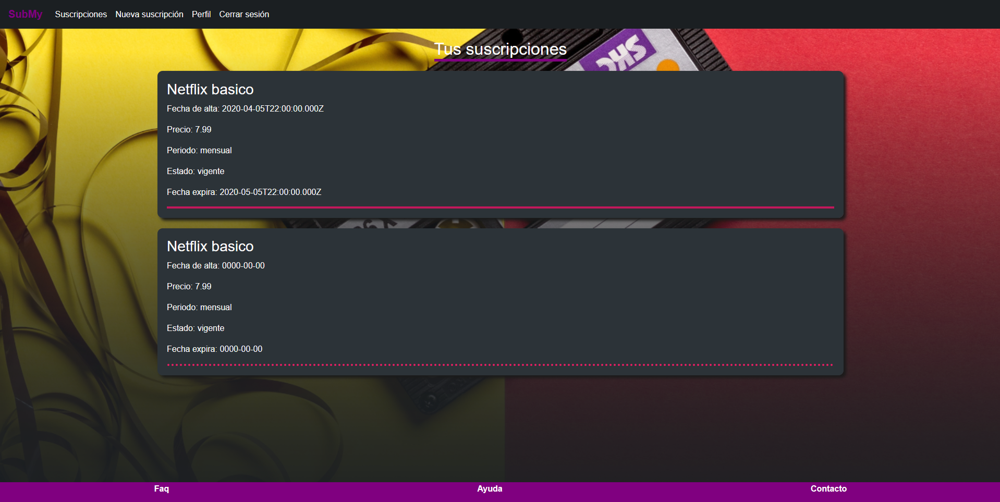 SubMy Suscripciones Nueva suscripción Perfil Cerrar sesión
Tus suscripciones
Netflix basico
Fecha de alta: 2020-04-05T22:00:00.000Z
Precio: 7.99
Periodo: mensual
Estado: vigente
Fecha expira: 2020-05-05T22:00:00.000Z
Netflix basico
Fecha de alta: 0000-00-00
Precio: 7.99
Periodo: mensual
Estado: vigente
Fecha expira: 0000-00-00
Faq Ayuda Contacto